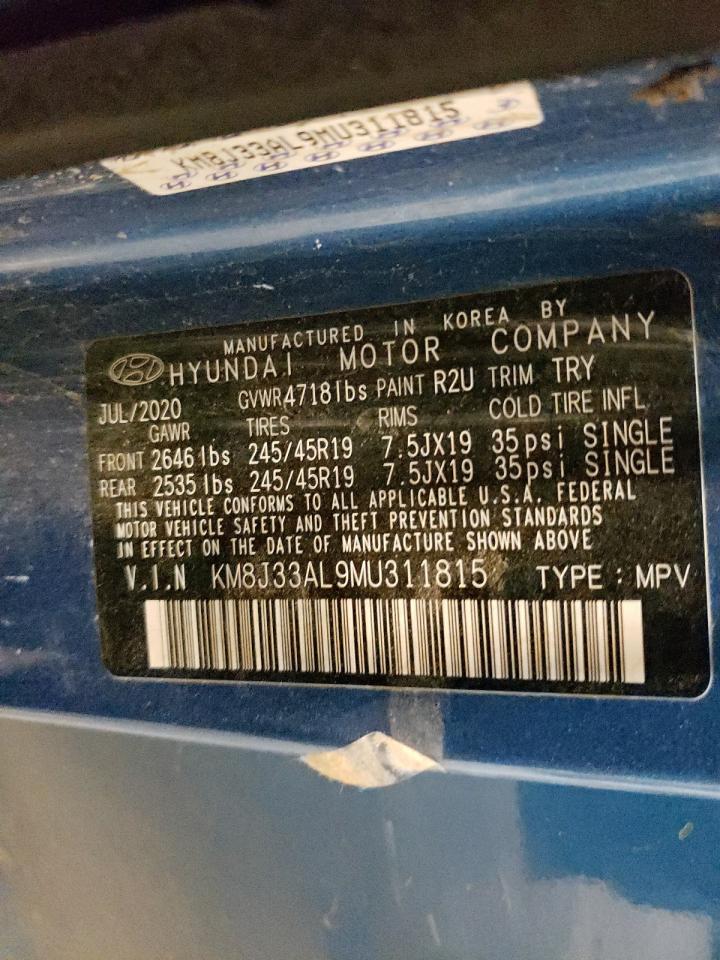 KM8J33AL9MU311815
MANUFACTURED IN KOREA BY
HYUNDAI MOTOR COMPANY
JUL/2020 GVWR 4718lbs PAINT R2U TRIM TRY
GAWR TIRES RIMS COLD TIRE INFL
FRONT 2646 lbs 245/45R19 7.5JX19 35psi SINGLE
REAR 2535 lbs 245/45R19 7.5JX19 35psi SINGLE
THIS VEHICLE CONFORMS TO ALL APPLICABLE U.S.A. FEDERAL
MOTOR VEHICLE SAFETY AND THEFT PREVENTION STANDARDS
IN EFFECT ON THE DATE OF MANUFACTURE SHOWN ABOVE
V.I.N KM8J33AL9MU311815 TYPE : MPV